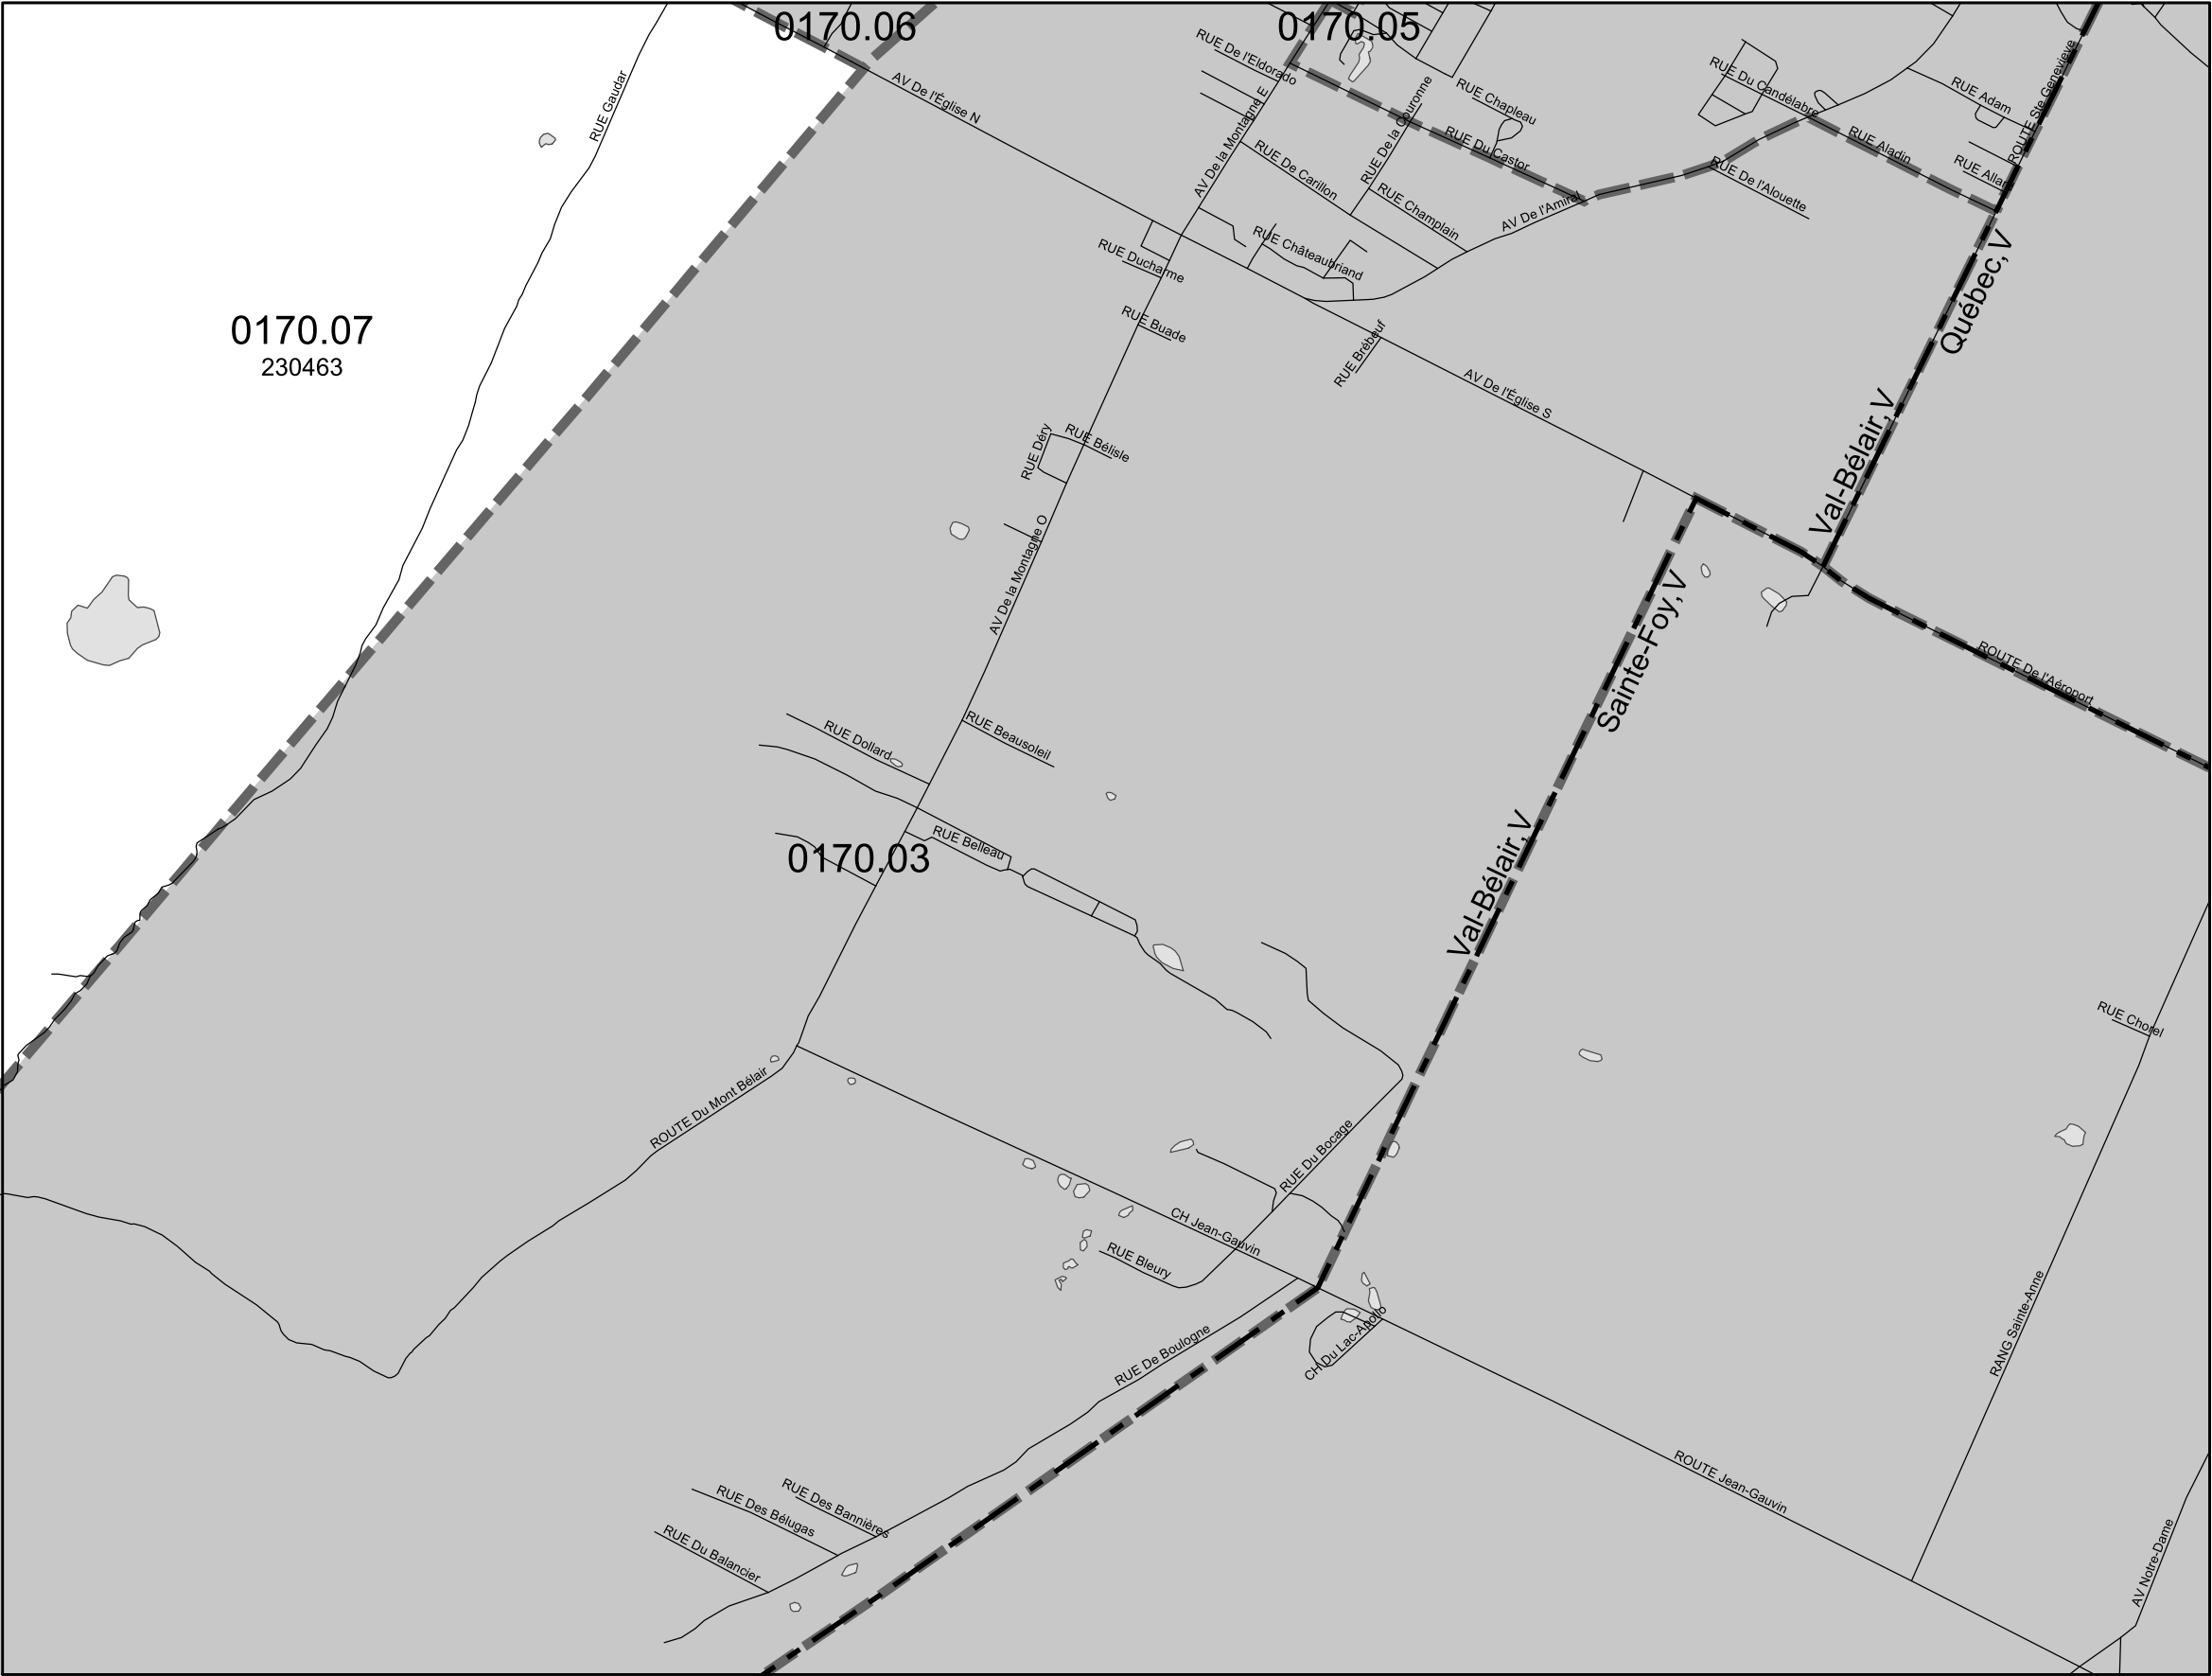 0170.06
0170.05
RUE De l'Eldorado
AV De l'Église N
RUE Gaudar
AV De la Montagne E
RUE De la Couronne
RUE Chapleau
RUE Du Candélabre
RUE Adam
ROUTE Ste Genevieve
RUE Du Castor
RUE Aladin
RUE De Carillon
RUE Champlain
RUE De l'Alouette
RUE Allar
AV De l'Amiral
RUE Châteaubriand
RUE Ducharme
Québec, V
0170.07
230463
RUE Buade
RUE Brébeuf
AV De l'Église S
Val-Bélair, V
RUE Déry
RUE Bélisle
AV De la Montagne O
Sainte-Foy, V
ROUTE De l'Aéroport
RUE Dollard
RUE Beausoleil
RUE Belleau
0170.03
Val-Bélair, V
RUE Chorel
ROUTE Du Mont Bélair
RUE Du Bocage
CH Jean-Gauvin
RUE Bleury
RANG Sainte-Anne
RUE De Boulogne
CH Du Lac-Apollo
ROUTE Jean-Gauvin
RUE Des Bannières
RUE Des Bélugas
RUE Du Balancier
AV Notre-Dame